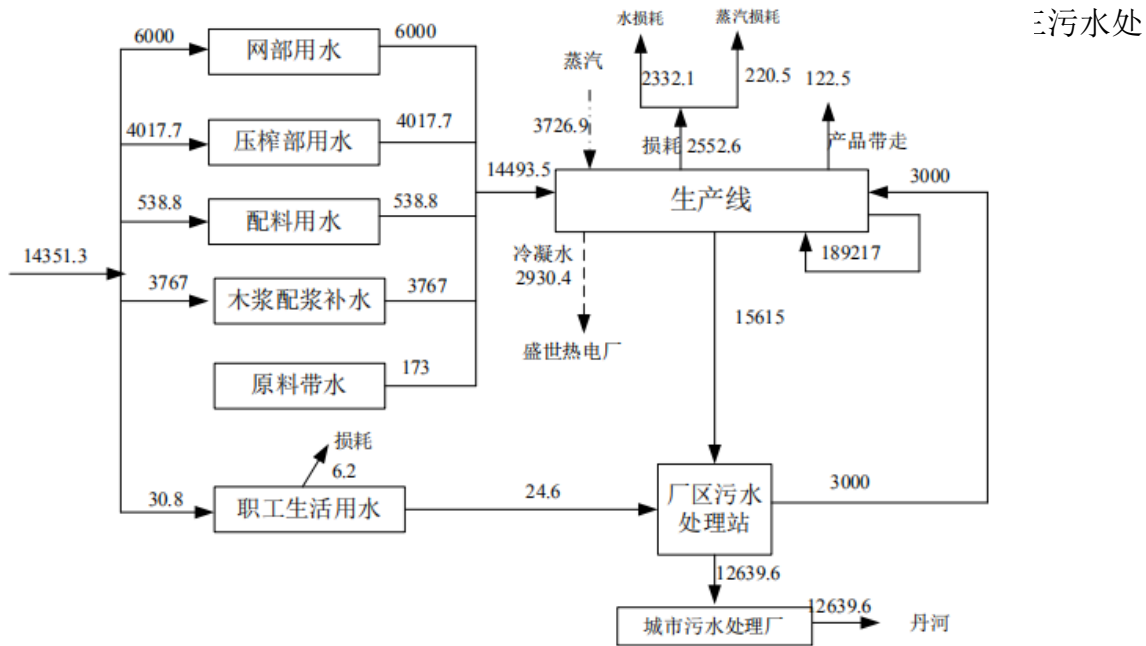 三污水处
水损耗
蒸汽损耗
6000
网部用水
6000
蒸汽
2332.1
220.5
122.5
4017.7
压榨部用水
4017.7
3726.9
损耗
2552.6
产品带走
14493.5
生产线
3000
538.8
配料用水
538.8
14351.3
冷凝水
2930.4
189217
3767
木浆配浆补水
3767
15615
盛世热电厂
原料带水
173
损耗
6.2
30.8
职工生活用水
24.6
厂区污水
处理站
3000
12639.6
城市污水处理厂
12639.6
丹河